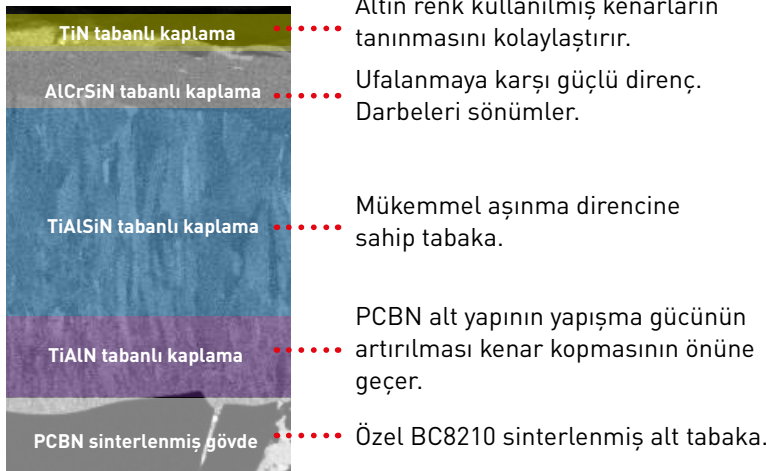 Altın renk kullanılmış kenarların
tanınmasını kolaylaştırır.
TiN tabanlı kaplama
Ufalanmaya karşı güçlü direnç.
Darbeleri sönümler.
AlCrSiN tabanlı kaplama
Mükemmel aşınma direncine
sahip tabaka.
TiAlSiN tabanlı kaplama
PCBN alt yapının yapışma gücünün
artırılması kenar kopmasının önüne
geçer.
TiAlN tabanlı kaplama
Özel BC8210 sinterlenmiş alt tabaka.
PCBN sinterlenmiş gövde